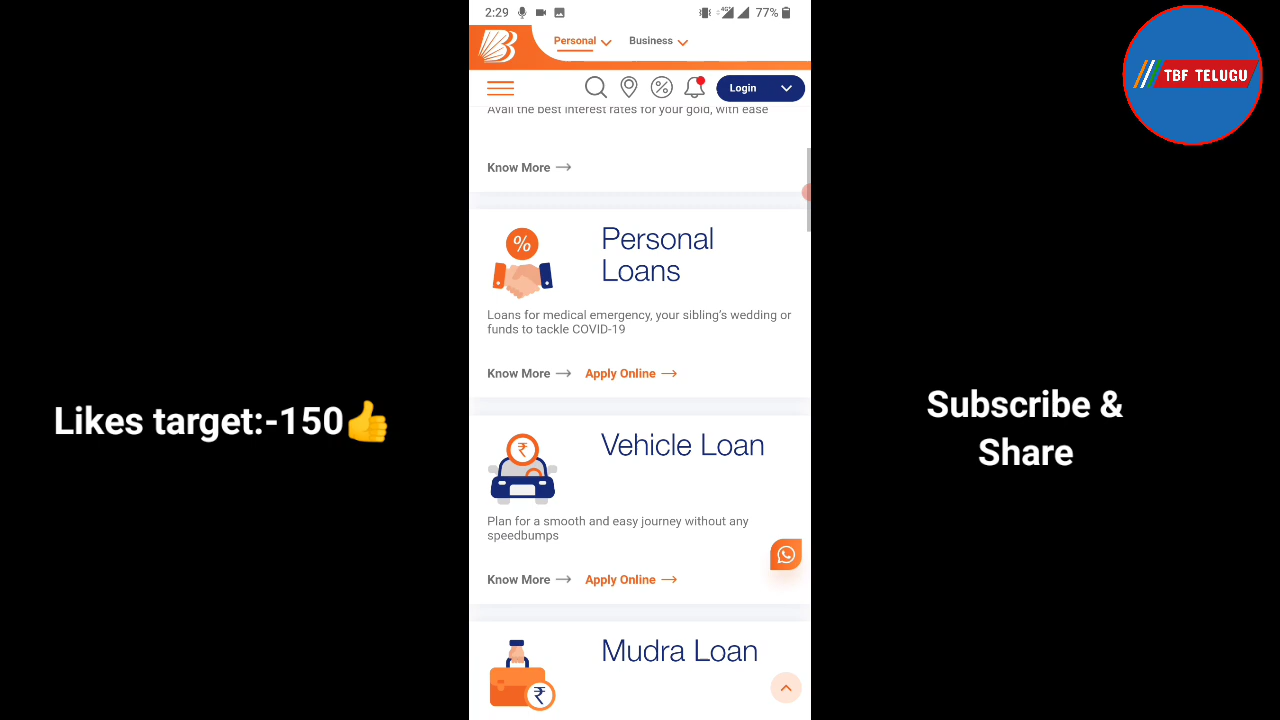 2:29
4G
77%
Personal
Business
Login
Avail the best interest rates for your gold, with ease
Know More
%
Personal
Loans
Loans for medical emergency, your sibling's wedding or
funds to tackle COVID-19
Know More
Apply Online
₹
Vehicle Loan
Plan for a smooth and easy journey without any
speedbumps
Know More
Apply Online
Mudra Loan
₹
Likes target:-150👍
TBF TELUGU
Subscribe &
Share